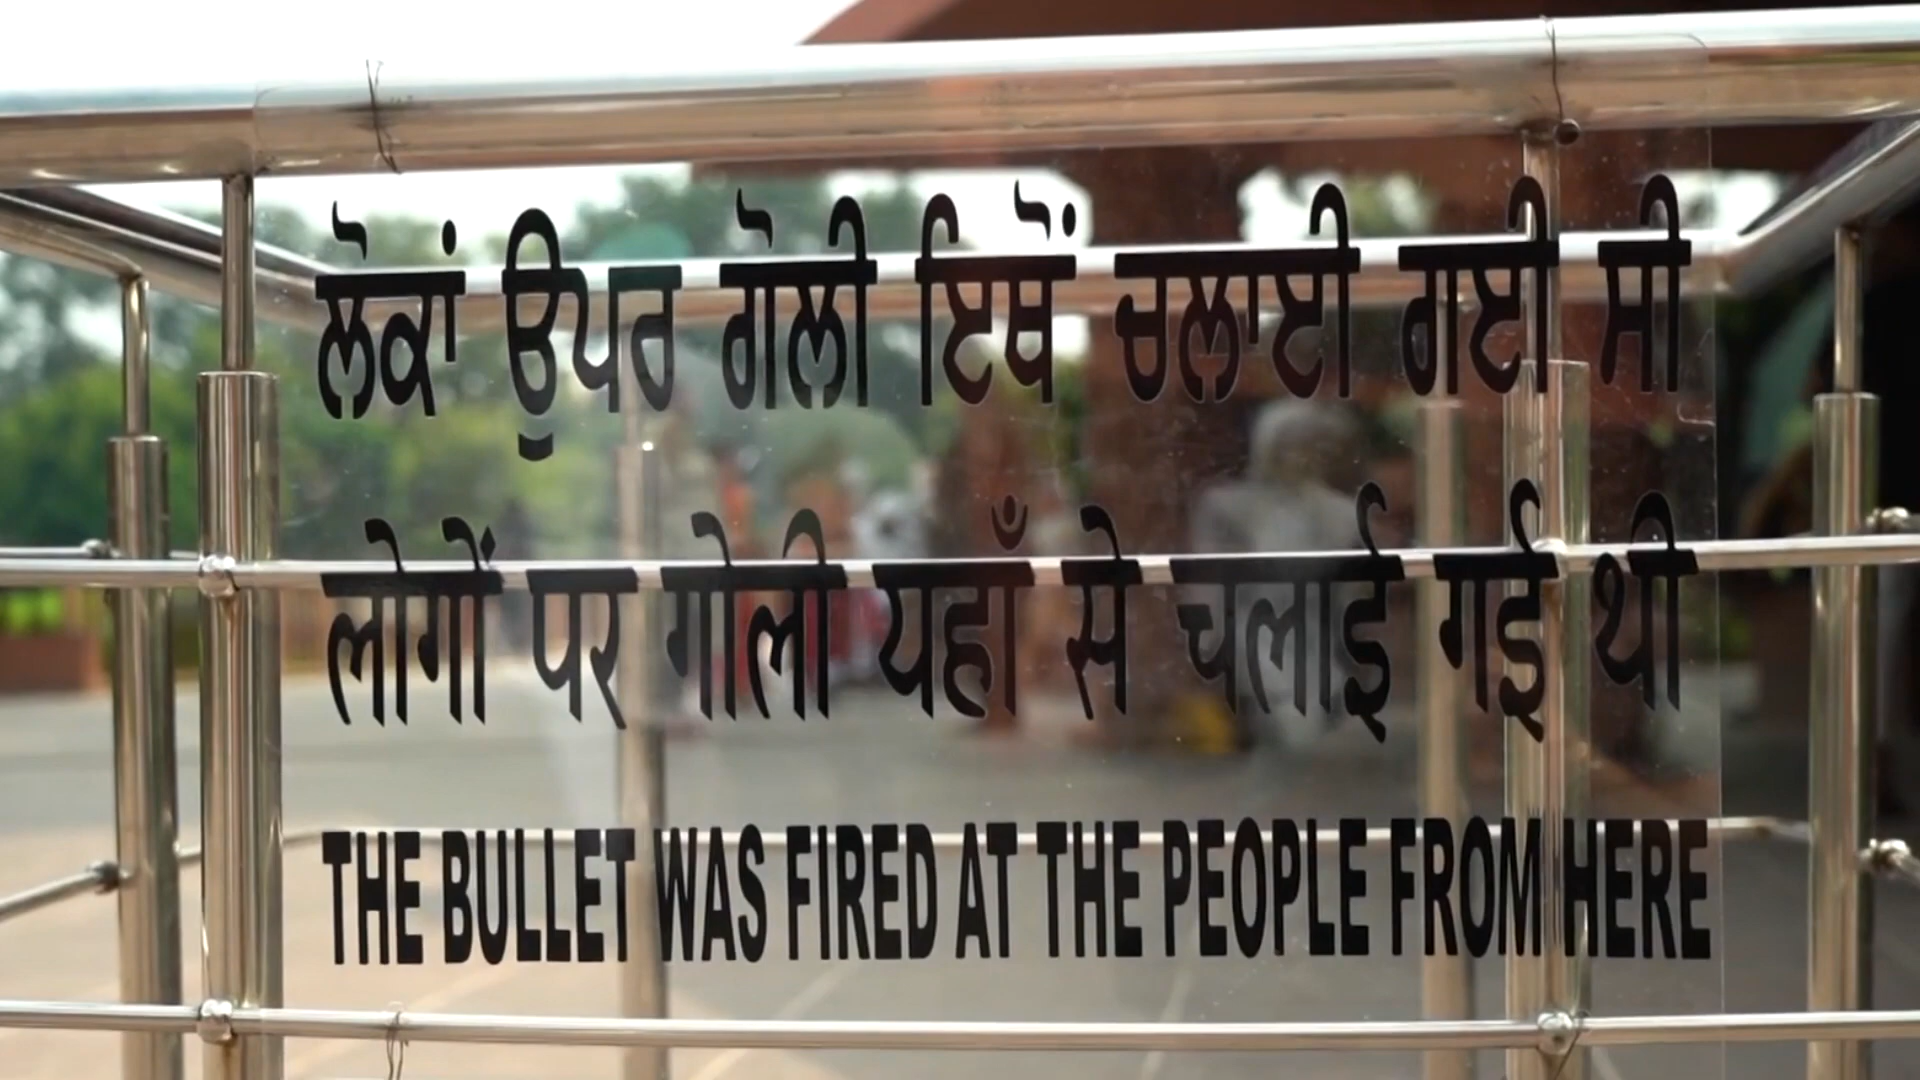 ਲੋਕਾਂ ਉਪਰ ਗੋਲੀ ਇਥੋਂ ਚਲਾਈ ਗਈ ਸੀ
लोगों पर गोली यहाँ से चलाई गई थी
THE BULLET WAS FIRED AT THE PEOPLE FROM HERE